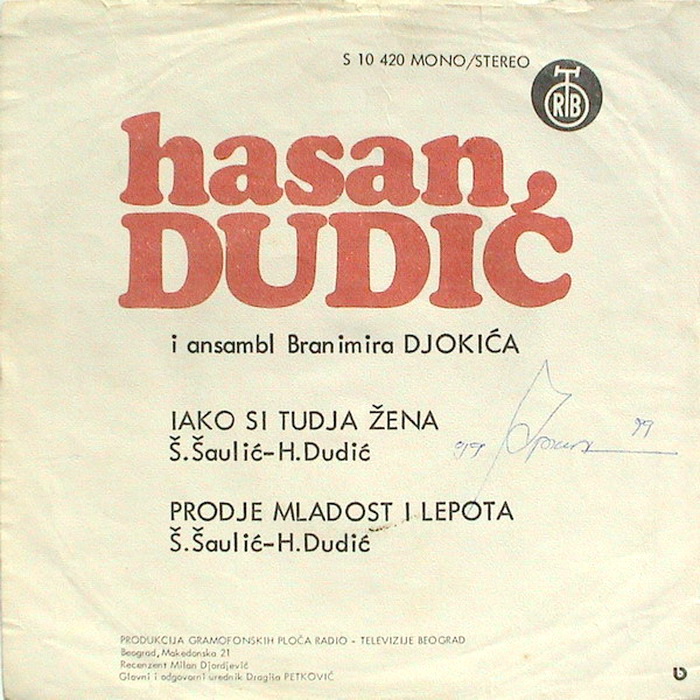 S 10 420 MONO/STEREO
RTB
hasan
DUDIĆ
i ansambl Branimira DJOKIĆA
IAKO SI TUDJA ŽENA
Š.Šaulić-H.Dudić
PRODJE MLADOST I LEPOTA
Š.Šaulić-H.Dudić
PRODUKCIJA GRAMOFONSKIH PLOČA RADIO - TELEVIZIJE BEOGRAD
Beograd, Makedonska 21
Recenzent Milan Djordjević
Glavni i odgovorni urednik Dragiša PETKOVIĆ